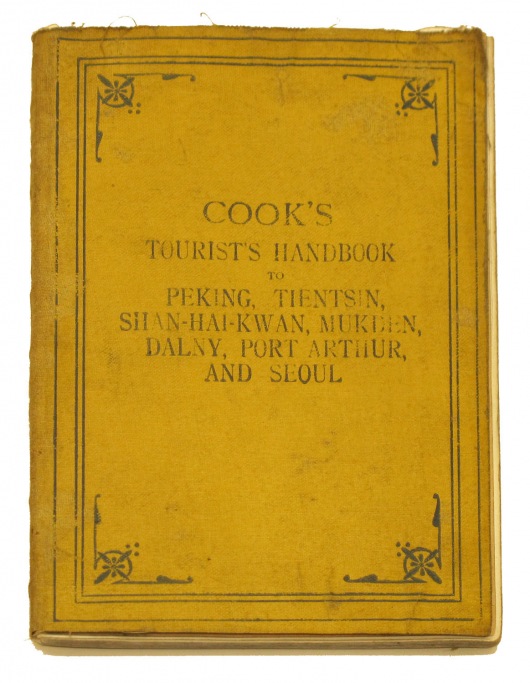 COOK'S
TOURIST'S HANDBOOK
TO
PEKING, TIENTSIN,
SHAN-HAI-KWAN, MUKDEN,
DALNY, PORT ARTHUR,
AND SEOUL